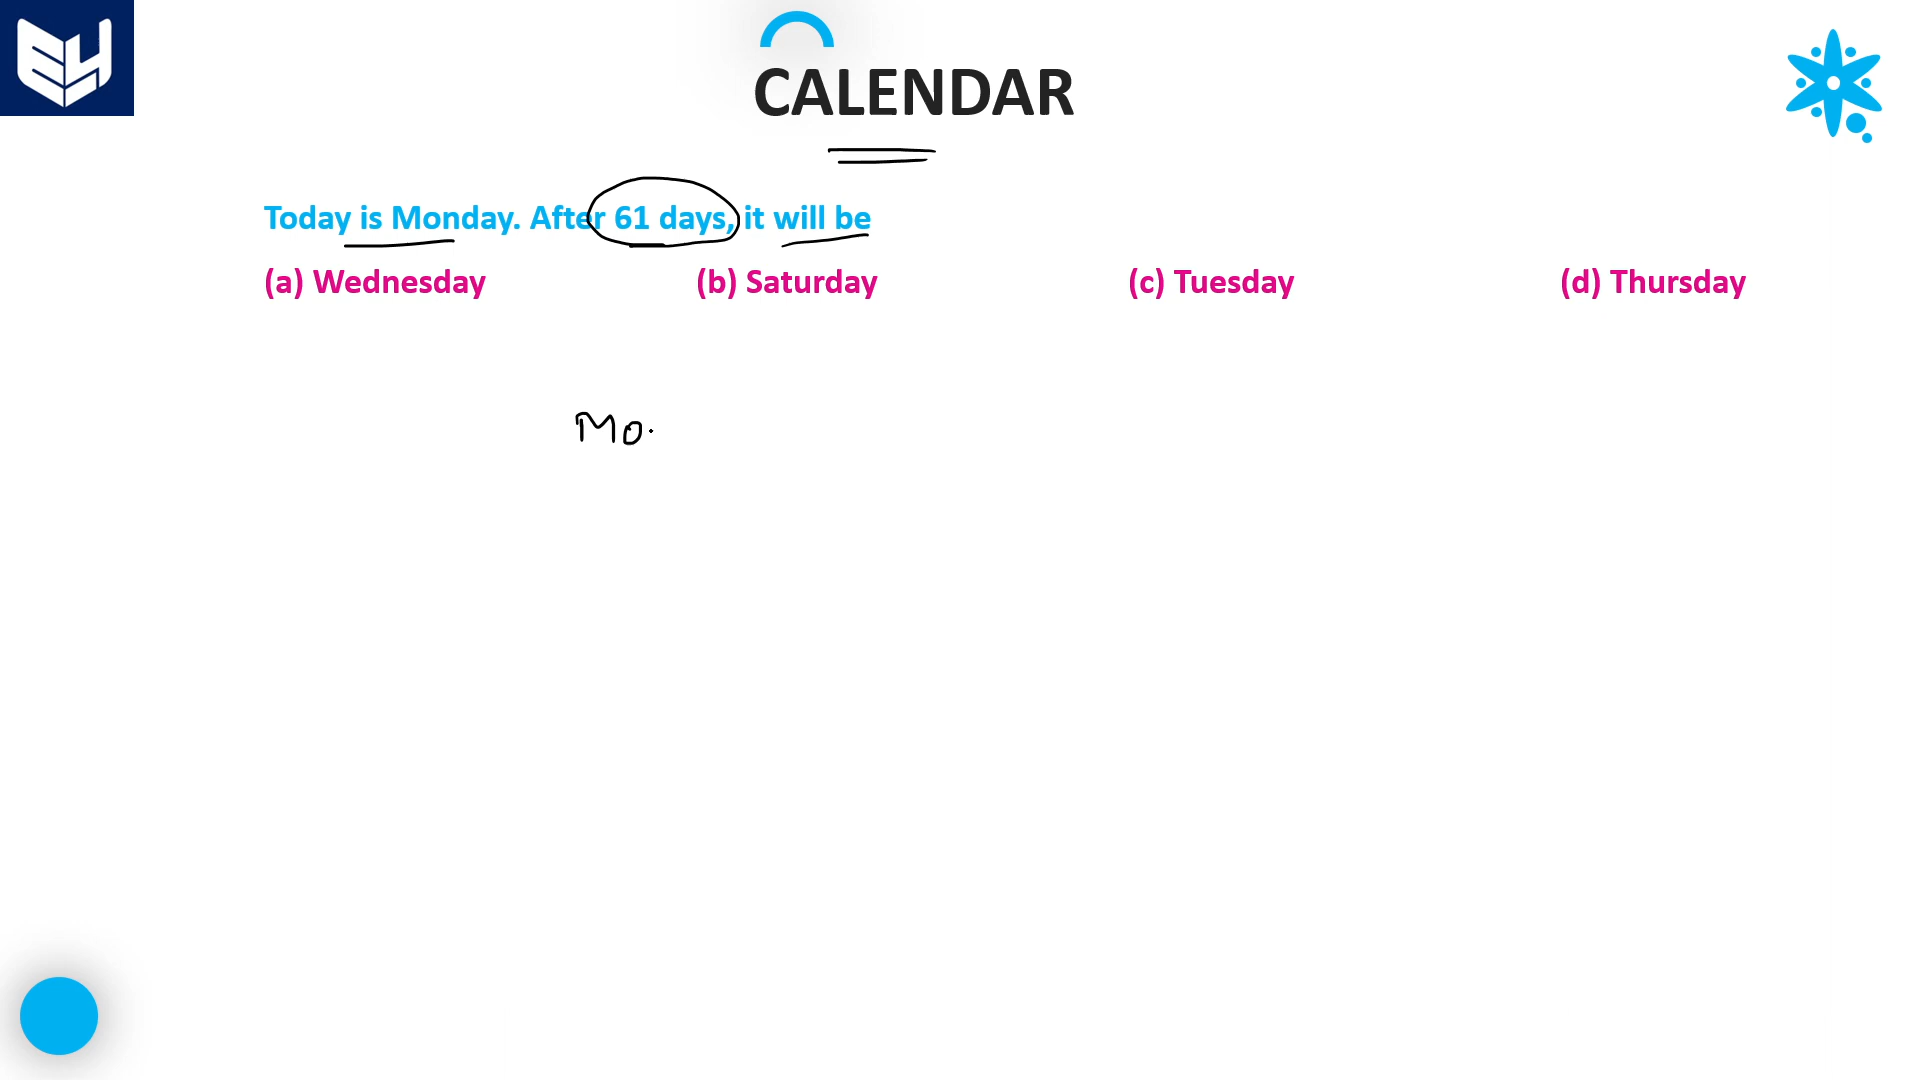 CALENDAR
Today is Monday. After 61 days, it will be
(a) Wednesday (b) Saturday (c) Tuesday (d) Thursday
Mo.